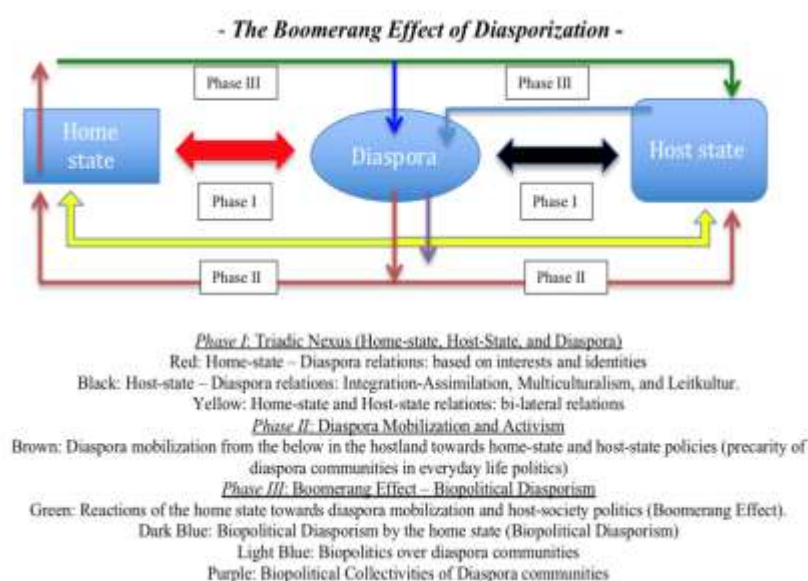 - The Boomerang Effect of Diasporization -
Phase III
Phase III
Home
state
Diaspora
Host state
Phase I
Phase I
Phase II
Phase II
Phase I: Triadic Nexus (Home-state, Host-State, and Diaspora)
Red: Home-state – Diaspora relations: based on interests and identities
Black: Host-state – Diaspora relations: Integration-Assimilation, Multiculturalism, and Leitkultur.
Yellow: Home-state and Host-state relations: bi-lateral relations
Phase II: Diaspora Mobilization and Activism
Brown: Diaspora mobilization from the below in the hostland towards home-state and host-state policies (precarity of
diaspora communities in everyday life politics)
Phase III: Boomerang Effect – Biopolitical Diasporism
Green: Reactions of the home state towards diaspora mobilization and host-society politics (Boomerang Effect).
Dark Blue: Biopolitical Diasporism by the home state (Biopolitical Diasporism)
Light Blue: Biopolitics over diaspora communities
Purple: Biopolitical Collectivities of Diaspora communities